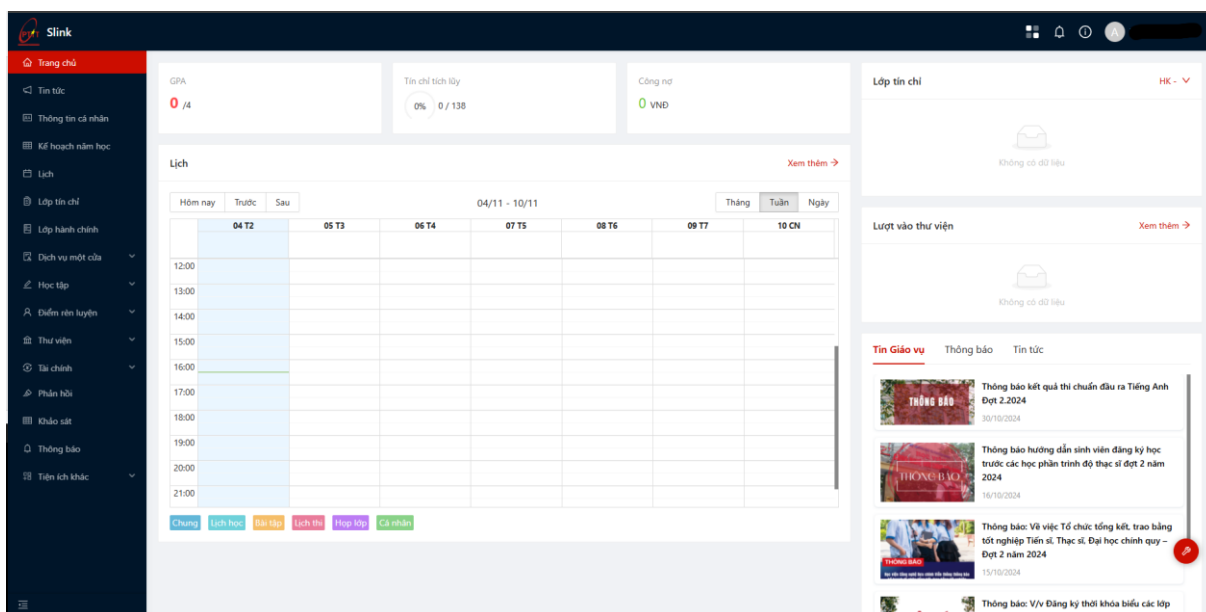 Slink
A
Trang chủ
Tin tức
Thông tin cá nhân
Kế hoạch năm học
Lịch
Lớp tín chỉ
Lớp hành chính
Dịch vụ một cửa
Học tập
Điểm rèn luyện
Thư viện
Tài chính
Phản hồi
Khảo sát
Thông báo
Tiện ích khác
GPA
0 /4
Tín chỉ tích lũy
0% 0 / 138
Công nợ
0 VNĐ
Lịch
Xem thêm
Hôm nay Trước Sau
04/11 - 10/11
Tháng Tuần Ngày
04 T2 05 T3 06 T4 07 T5 08 T6 09 T7 10 CN
12:00
13:00
14:00
15:00
16:00
17:00
18:00
19:00
20:00
21:00
Chung Lịch học Bài tập Lịch thi Họp lớp Cá nhân
Lớp tín chỉ
HK -
Không có dữ liệu
Lượt vào thư viện
Xem thêm
Không có dữ liệu
Tin Giáo vụ Thông báo Tin tức
THÔNG BÁO
Thông báo kết quả thi chuẩn đầu ra Tiếng Anh
Đợt 2.2024
30/10/2024
THÔNG BÁO
Thông báo hướng dẫn sinh viên đăng ký học
trước các học phần trình độ thạc sĩ đợt 2 năm
2024
16/10/2024
THÔNG BÁO
Thông báo: Về việc Tổ chức tổng kết, trao bằng
tốt nghiệp Tiến sĩ, Thạc sĩ, Đại học chính quy –
Đợt 2 năm 2024
15/10/2024
Thông báo: V/v Đăng ký thời khóa biểu các lớp